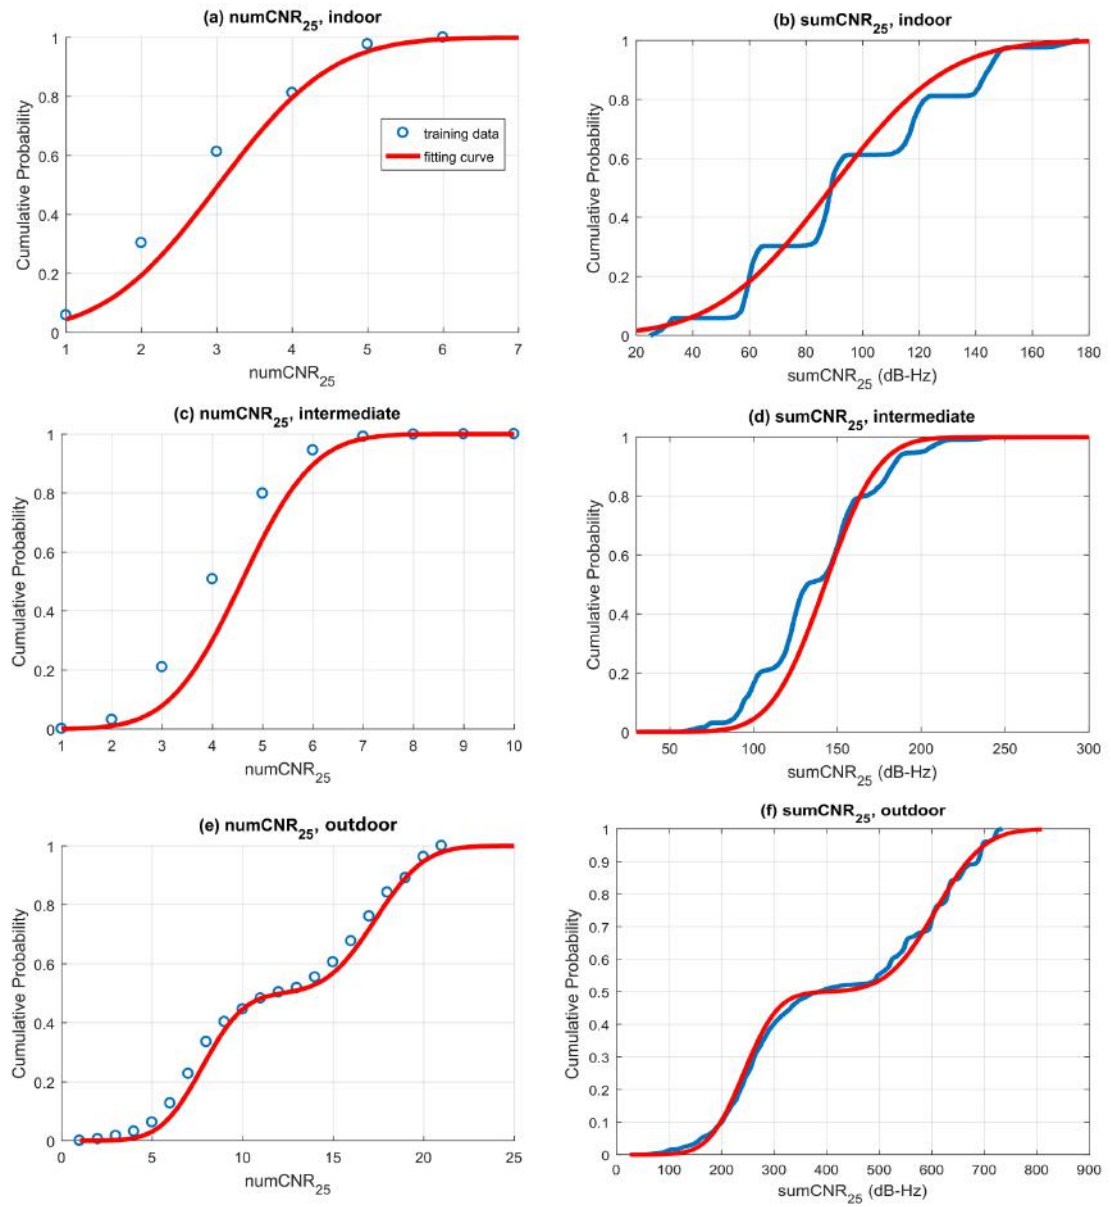 (a) numCNR25, indoor
Cumulative Probability
1
0.8
0.6
0.4
0.2
0
1 2 3 4 5 6 7
numCNR25
training data
fitting curve
(b) sumCNR25, indoor
Cumulative Probability
1
0.8
0.6
0.4
0.2
0
20 40 60 80 100 120 140 160 180
sumCNR25 (dB-Hz)
(c) numCNR25, intermediate
Cumulative Probability
1
0.8
0.6
0.4
0.2
0
1 2 3 4 5 6 7 8 9 10
numCNR25
(d) sumCNR25, intermediate
Cumulative Probability
1
0.8
0.6
0.4
0.2
0
50 100 150 200 250 300
sumCNR25 (dB-Hz)
(e) numCNR25, outdoor
Cumulative Probability
1
0.8
0.6
0.4
0.2
0
0 5 10 15 20 25
numCNR25
(f) sumCNR25, outdoor
Cumulative Probability
1
0.9
0.8
0.7
0.6
0.5
0.4
0.3
0.2
0.1
0
0 100 200 300 400 500 600 700 800 900
sumCNR25 (dB-Hz)